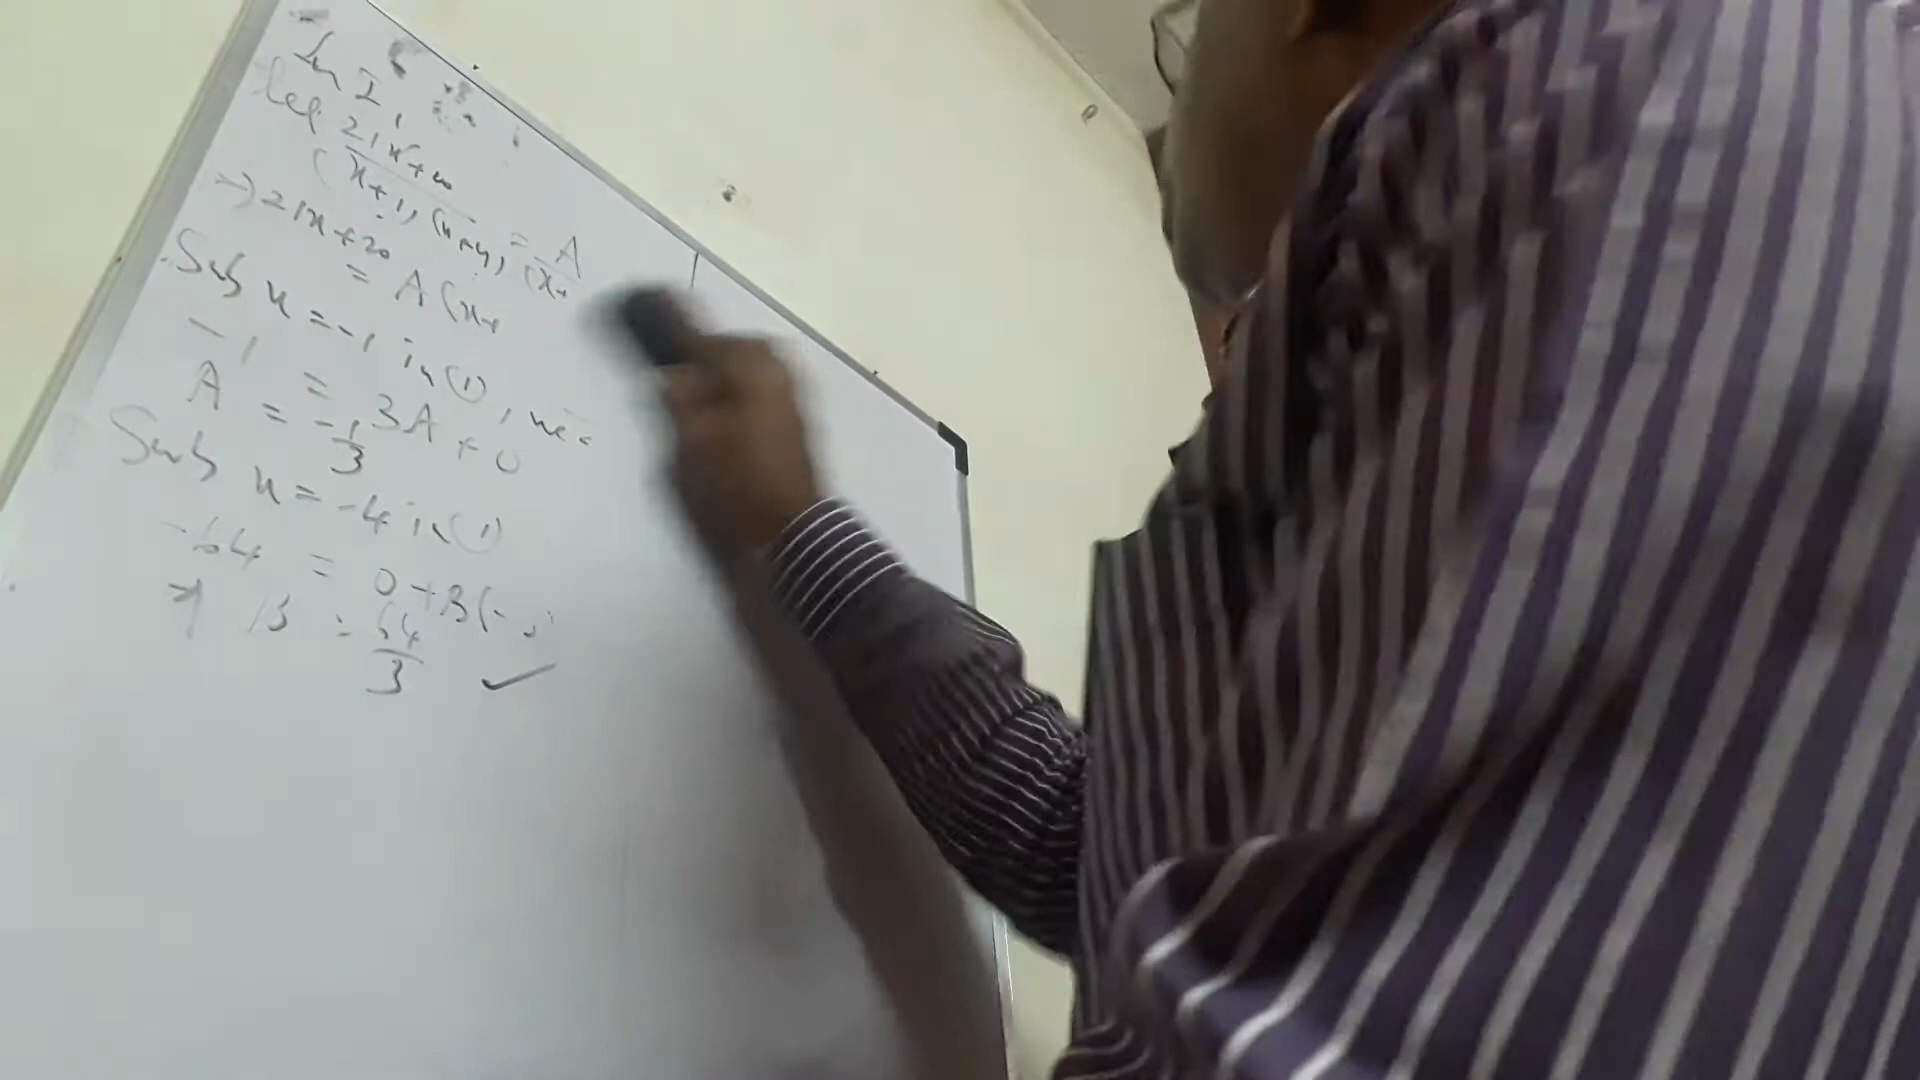 In I,
let (21x+20)/((x+1)(x+4)) = A/(x+
=> 21x+20 = A(x+
Sub x = -1 in (1), we
-1 = 3A + 0
A = -1/3
Sub x = -4 in (1)
-64 = 0 + B(-
=> B = 64/3 ✓